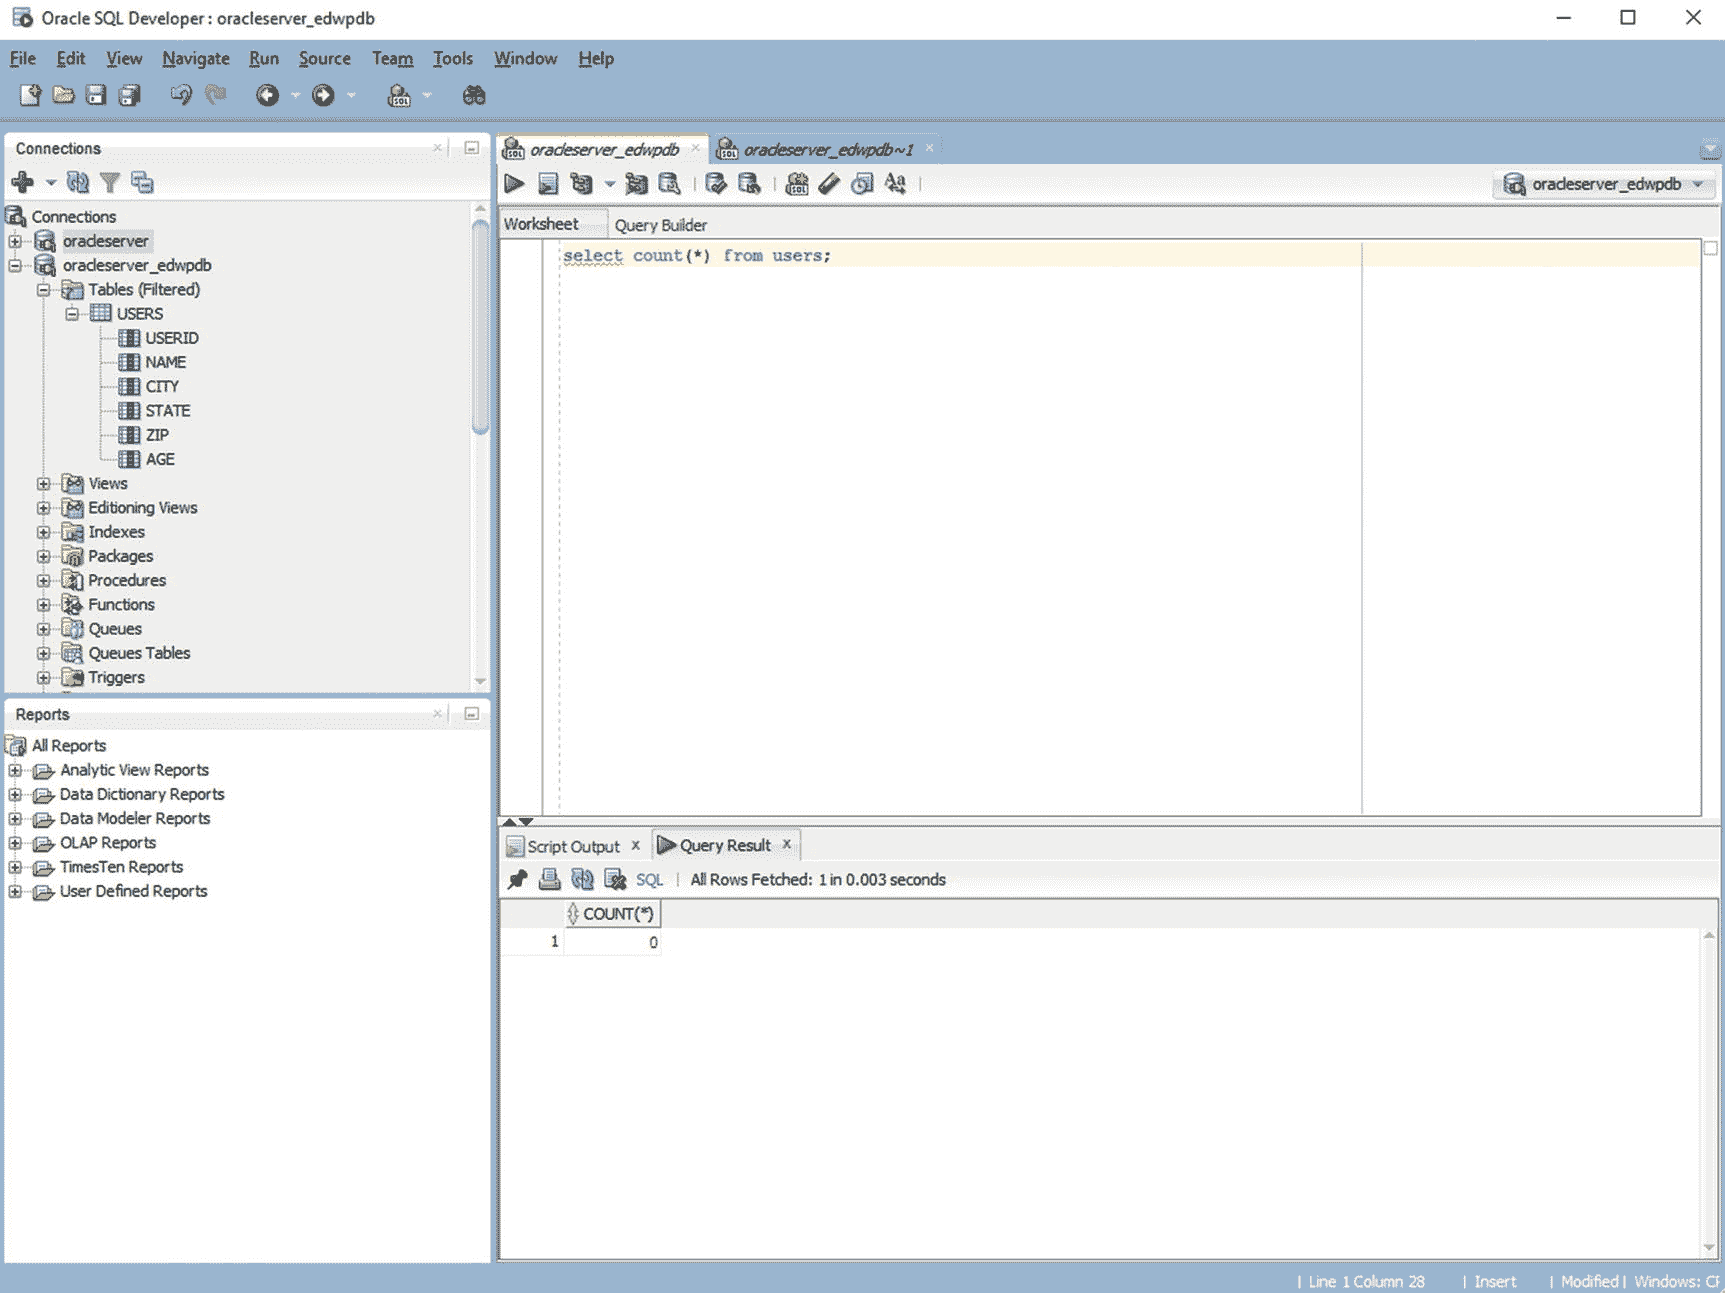 Oracle SQL Developer : oracleserver_edwpdb
File Edit View Navigate Run Source Team Tools Window Help
Connections
Connections
oracleserver
oracleserver_edwpdb
Tables (Filtered)
USERS
USERID
NAME
CITY
STATE
ZIP
AGE
Views
Editioning Views
Indexes
Packages
Procedures
Functions
Queues
Queues Tables
Triggers
Reports
All Reports
Analytic View Reports
Data Dictionary Reports
Data Modeler Reports
OLAP Reports
TimesTen Reports
User Defined Reports
oracleserver_edwpdb oracleserver_edwpdb~1
oracleserver_edwpdb
Worksheet Query Builder
select count(*) from users;
Script Output Query Result
SQL | All Rows Fetched: 1 in 0.003 seconds
COUNT(*)
1 0
| Line 1 Column 28 | Insert | Modified | Windows: CF